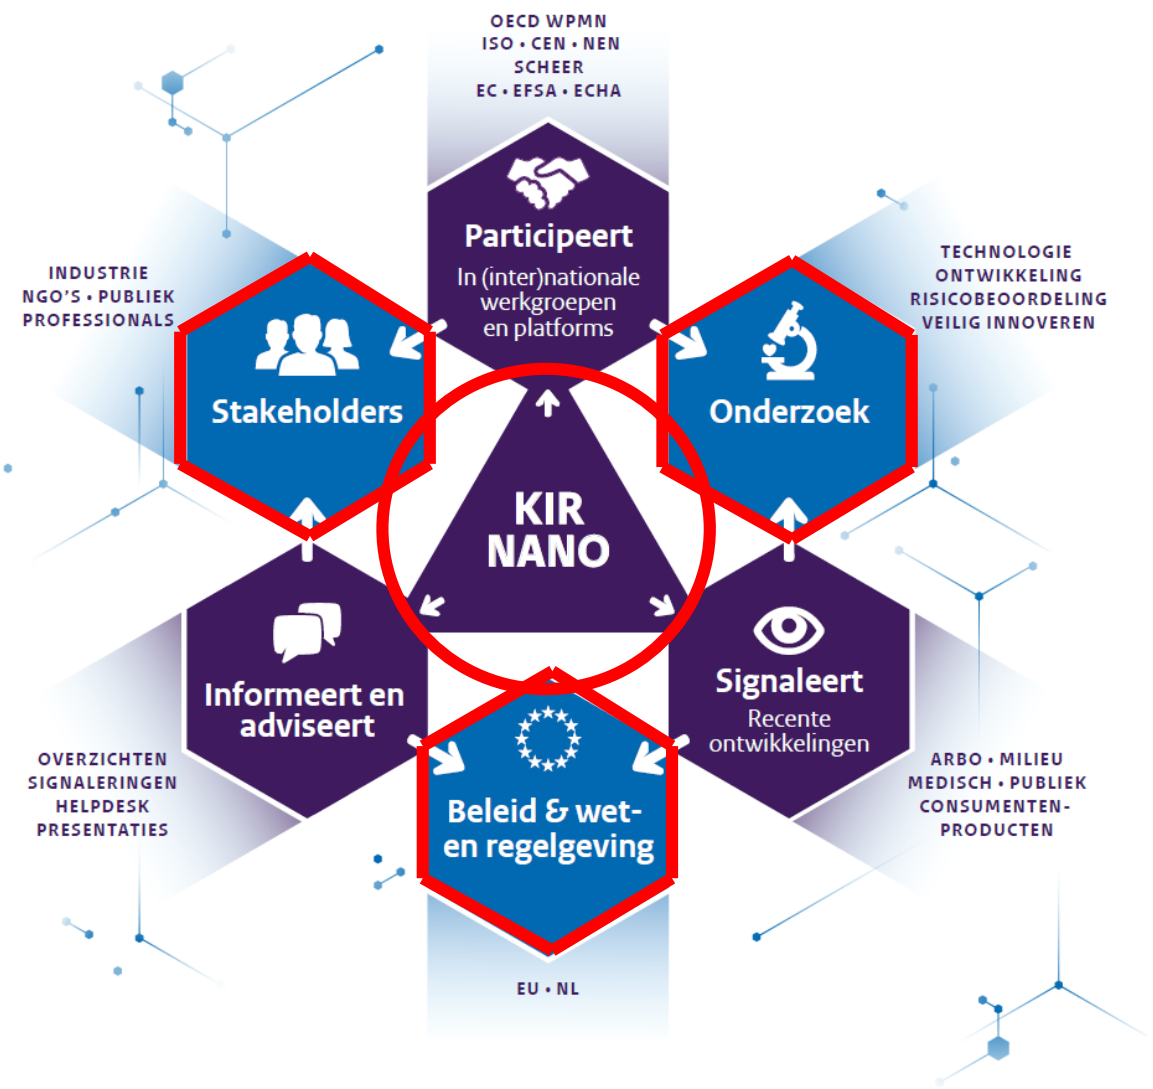 OECD WPMN
ISO • CEN • NEN
SCHEER
EC • EFSA • ECHA
Participeert
In (inter)nationale
werkgroepen
en platforms
INDUSTRIE
NGO'S • PUBLIEK
PROFESSIONALS
Stakeholders
TECHNOLOGIE
ONTWIKKELING
RISICOBEOORDELING
VEILIG INNOVEREN
Onderzoek
KIR
NANO
Informeert en
adviseert
OVERZICHTEN
SIGNALERINGEN
HELPDESK
PRESENTATIES
Signaleert
Recente
ontwikkelingen
ARBO • MILIEU
MEDISCH • PUBLIEK
CONSUMENTEN-
PRODUCTEN
Beleid & wet-
en regelgeving
EU • NL